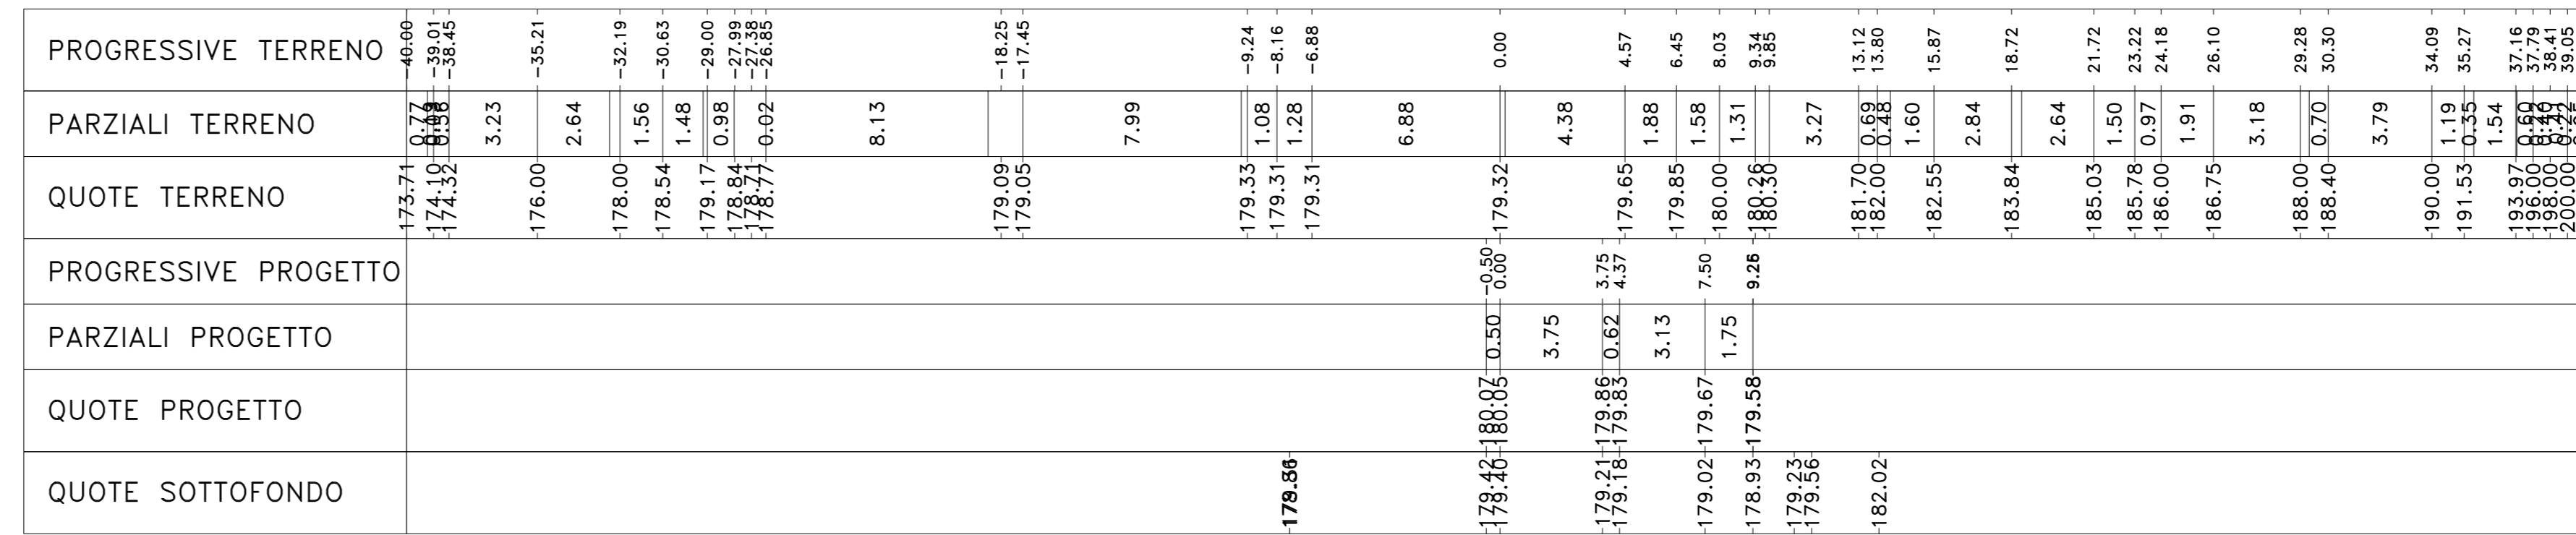 PROGRESSIVE TERRENO -40.00 -39.01 -38.45 -35.21 -32.19 -30.63 -29.00 -27.99 -27.38 -26.85 -18.25 -17.45 -9.24 -8.16 -6.88 0.00 4.57 6.45 8.03 9.34 9.85 13.12 13.80 15.87 18.72 21.72 23.22 24.18 26.10 29.28 30.30 34.09 35.27 37.16 37.79 38.41 39.05
PARZIALI TERRENO 0.77 0.56 3.23 2.64 1.56 1.48 0.98 0.02 8.13 7.99 1.08 1.28 6.88 4.38 1.88 1.58 1.31 3.27 0.69 0.48 1.60 2.84 2.64 1.50 0.97 1.91 3.18 0.70 3.79 1.19 0.35 1.54 0.60
QUOTE TERRENO 173.71 174.10 174.32 176.00 178.00 178.54 179.17 178.84 178.71 178.77 179.09 179.05 179.33 179.31 179.31 179.32 179.65 179.85 180.00 180.26 180.30 181.70 182.00 182.55 183.84 185.03 185.78 186.00 186.75 188.00 188.40 190.00 191.53 193.97 196.00 198.00 200.00
PROGRESSIVE PROGETTO -0.50 0.00 3.75 4.37 7.50
PARZIALI PROGETTO 0.50 3.75 0.62 3.13 1.75
QUOTE PROGETTO 180.07 180.05 179.86 179.83 179.67 179.58
QUOTE SOTTOFONDO 179.42 179.40 179.21 179.18 179.02 178.93 179.23 179.56 182.02